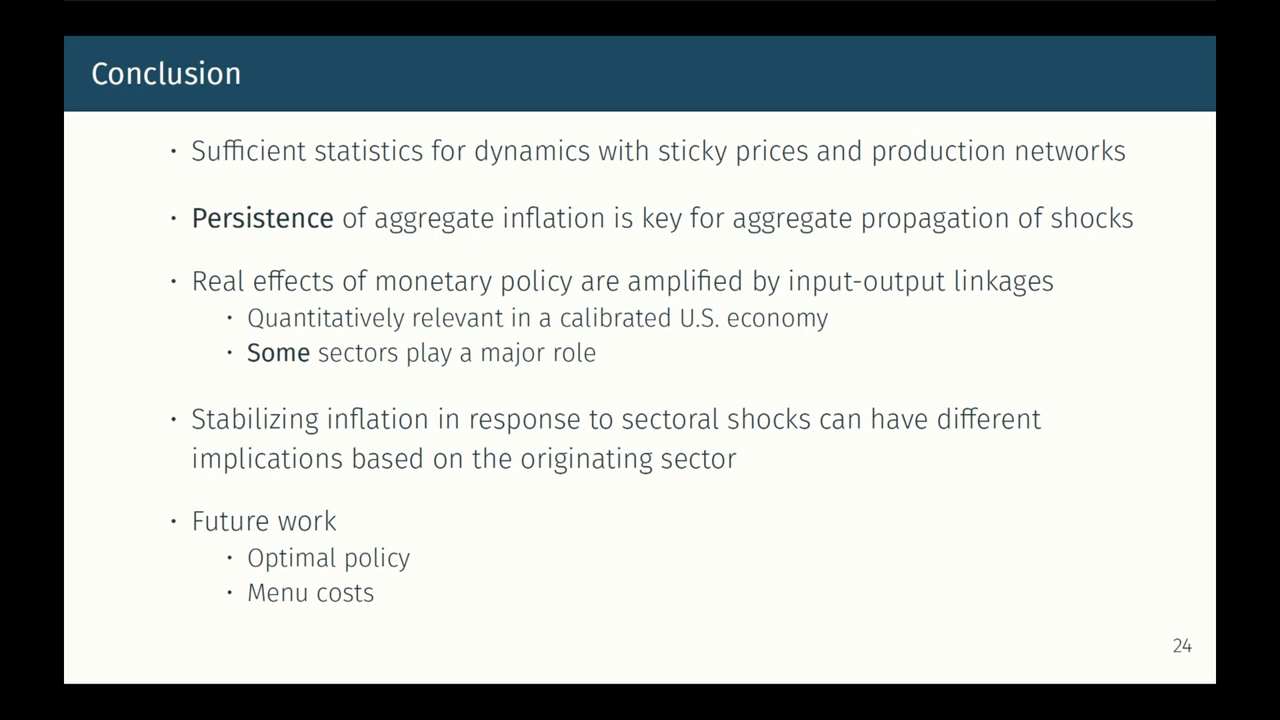 Conclusion
· Sufficient statistics for dynamics with sticky prices and production networks
· Persistence of aggregate inflation is key for aggregate propagation of shocks
· Real effects of monetary policy are amplified by input-output linkages
· Quantitatively relevant in a calibrated U.S. economy
· Some sectors play a major role
· Stabilizing inflation in response to sectoral shocks can have different
implications based on the originating sector
· Future work
· Optimal policy
· Menu costs
24